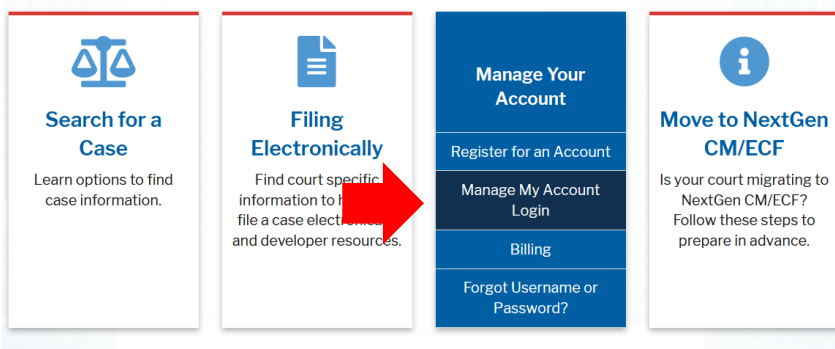 Search for a
Case
Learn options to find
case information.
Filing
Electronically
Find court specific
information to
file a case
and developer resources.
Manage Your
Account
Register for an Account
Manage My Account
Login
Billing
Forgot Username or
Password?
Move to NextGen
CM/ECF
Is your court migrating to
NextGen CM/ECF?
Follow these steps to
prepare in advance.